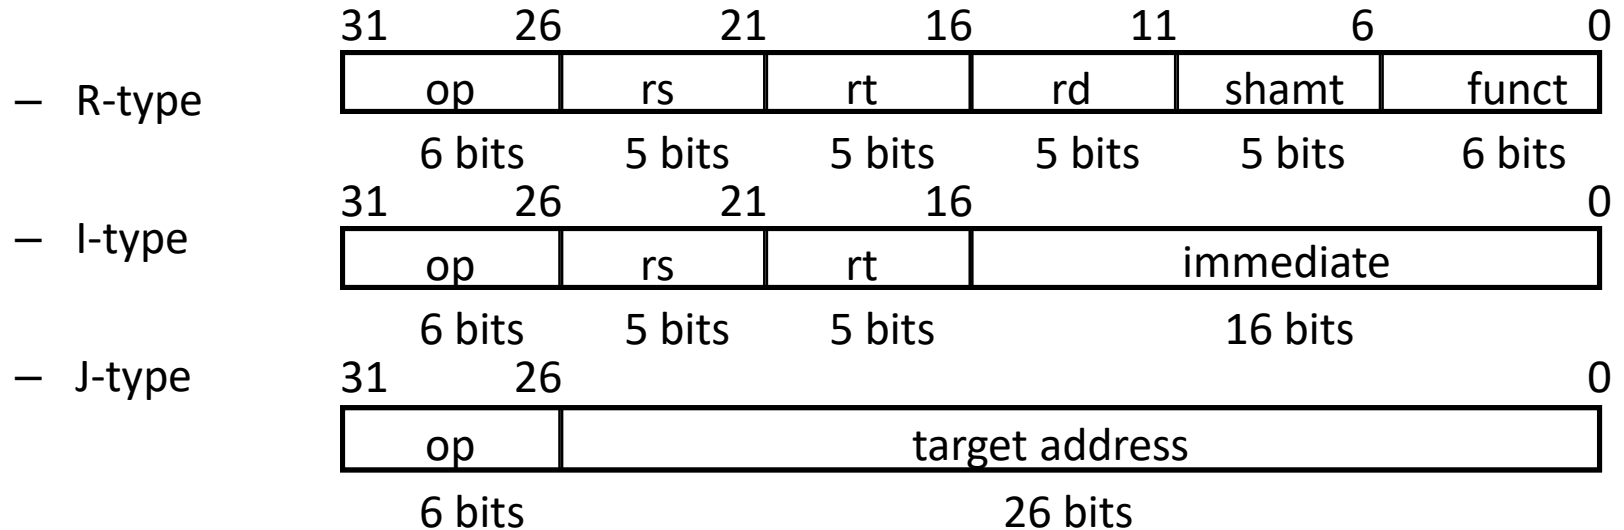 31 26 21 16 11 6 0
– R-type op rs rt rd shamt funct
6 bits 5 bits 5 bits 5 bits 5 bits 6 bits
31 26 21 16 0
– I-type op rs rt immediate
6 bits 5 bits 5 bits 16 bits
– J-type 31 26 0
op target address
6 bits 26 bits